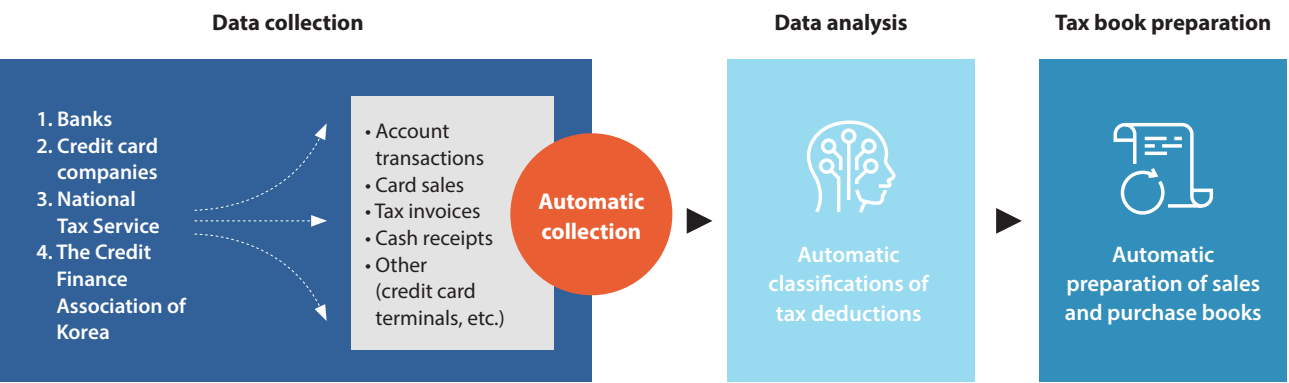 Data collection
1. Banks
2. Credit card
companies
3. National
Tax Service
4. The Credit
Finance
Association of
Korea
• Account
transactions
• Card sales
• Tax invoices
• Cash receipts
• Other
(credit card
terminals, etc.)
Automatic
collection
Data analysis
Automatic
classifications of
tax deductions
Tax book preparation
Automatic
preparation of sales
and purchase books